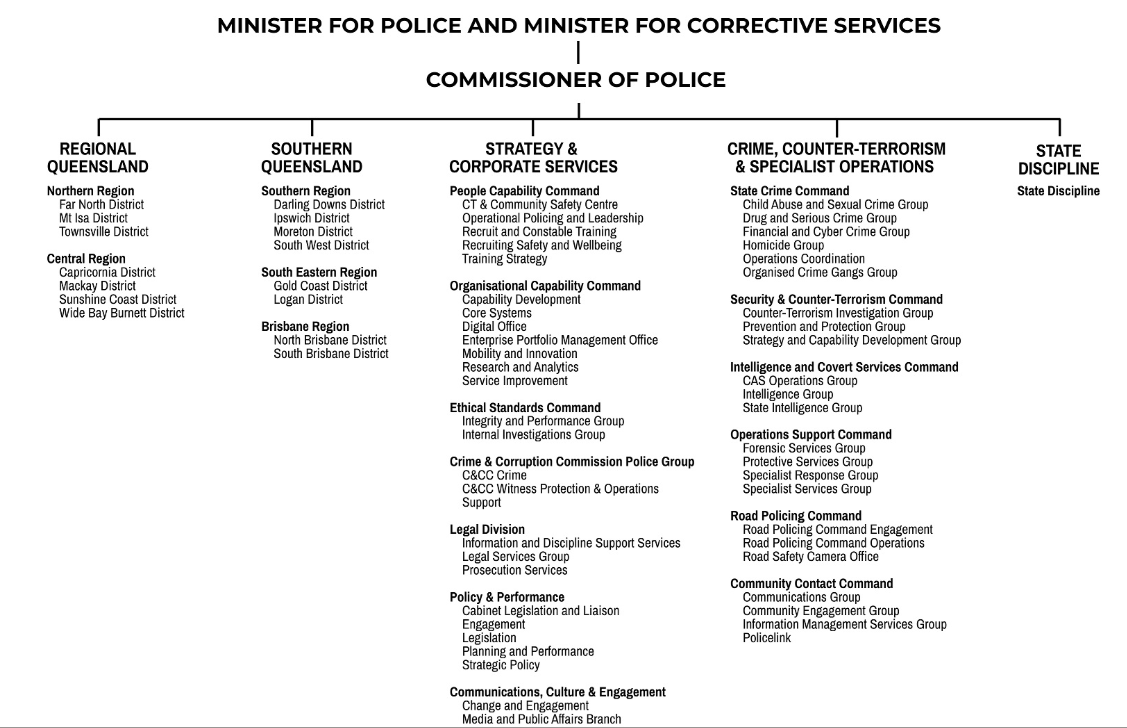 MINISTER FOR POLICE AND MINISTER FOR CORRECTIVE SERVICES
COMMISSIONER OF POLICE
REGIONAL
QUEENSLAND
Northern Region
Far North District
Mt Isa District
Townsville District
Central Region
Capricornia District
Mackay District
Sunshine Coast District
Wide Bay Burnett District
SOUTHERN
QUEENSLAND
Southern Region
Darling Downs District
Ipswich District
Moreton District
South West District
South Eastern Region
Gold Coast District
Logan District
Brisbane Region
North Brisbane District
South Brisbane District
STRATEGY &
CORPORATE SERVICES
People Capability Command
CT & Community Safety Centre
Operational Policing and Leadership
Recruit and Constable Training
Recruiting Safety and Wellbeing
Training Strategy
Organisational Capability Command
Capability Development
Core Systems
Digital Office
Enterprise Portfolio Management Office
Mobility and Innovation
Research and Analytics
Service Improvement
Ethical Standards Command
Integrity and Performance Group
Internal Investigations Group
Crime & Corruption Commission Police Group
C&CC Crime
C&CC Witness Protection & Operations
Support
Legal Division
Information and Discipline Support Services
Legal Services Group
Prosecution Services
Policy & Performance
Cabinet Legislation and Liaison
Engagement
Legislation
Planning and Performance
Strategic Policy
Communications, Culture & Engagement
Change and Engagement
Media and Public Affairs Branch
CRIME, COUNTER-TERRORISM
& SPECIALIST OPERATIONS
State Crime Command
Child Abuse and Sexual Crime Group
Drug and Serious Crime Group
Financial and Cyber Crime Group
Homicide Group
Operations Coordination
Organised Crime Gangs Group
Security & Counter-Terrorism Command
Counter-Terrorism Investigation Group
Prevention and Protection Group
Strategy and Capability Development Group
Intelligence and Covert Services Command
CAS Operations Group
Intelligence Group
State Intelligence Group
Operations Support Command
Forensic Services Group
Protective Services Group
Specialist Response Group
Specialist Services Group
Road Policing Command
Road Policing Command Engagement
Road Policing Command Operations
Road Safety Camera Office
Community Contact Command
Communications Group
Community Engagement Group
Information Management Services Group
Policelink
STATE
DISCIPLINE
State Discipline